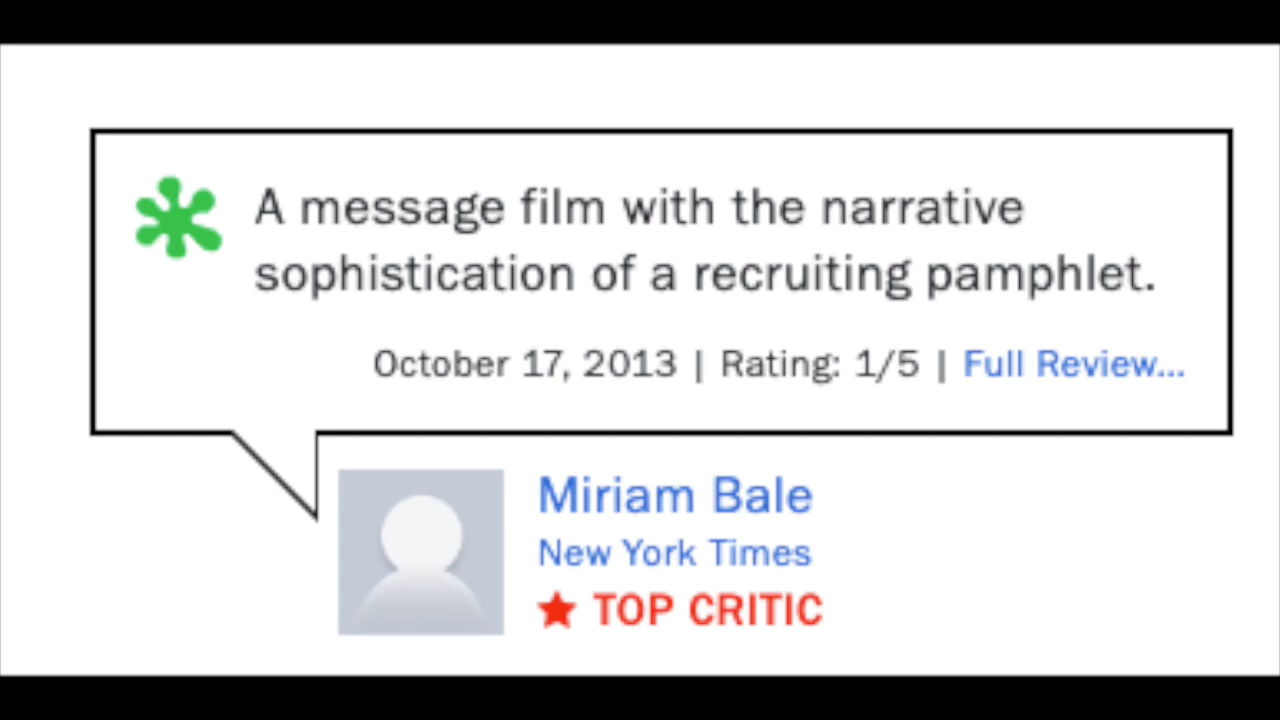 A message film with the narrative
sophistication of a recruiting pamphlet.
October 17, 2013 | Rating: 1/5 | Full Review...
Miriam Bale
New York Times
TOP CRITIC